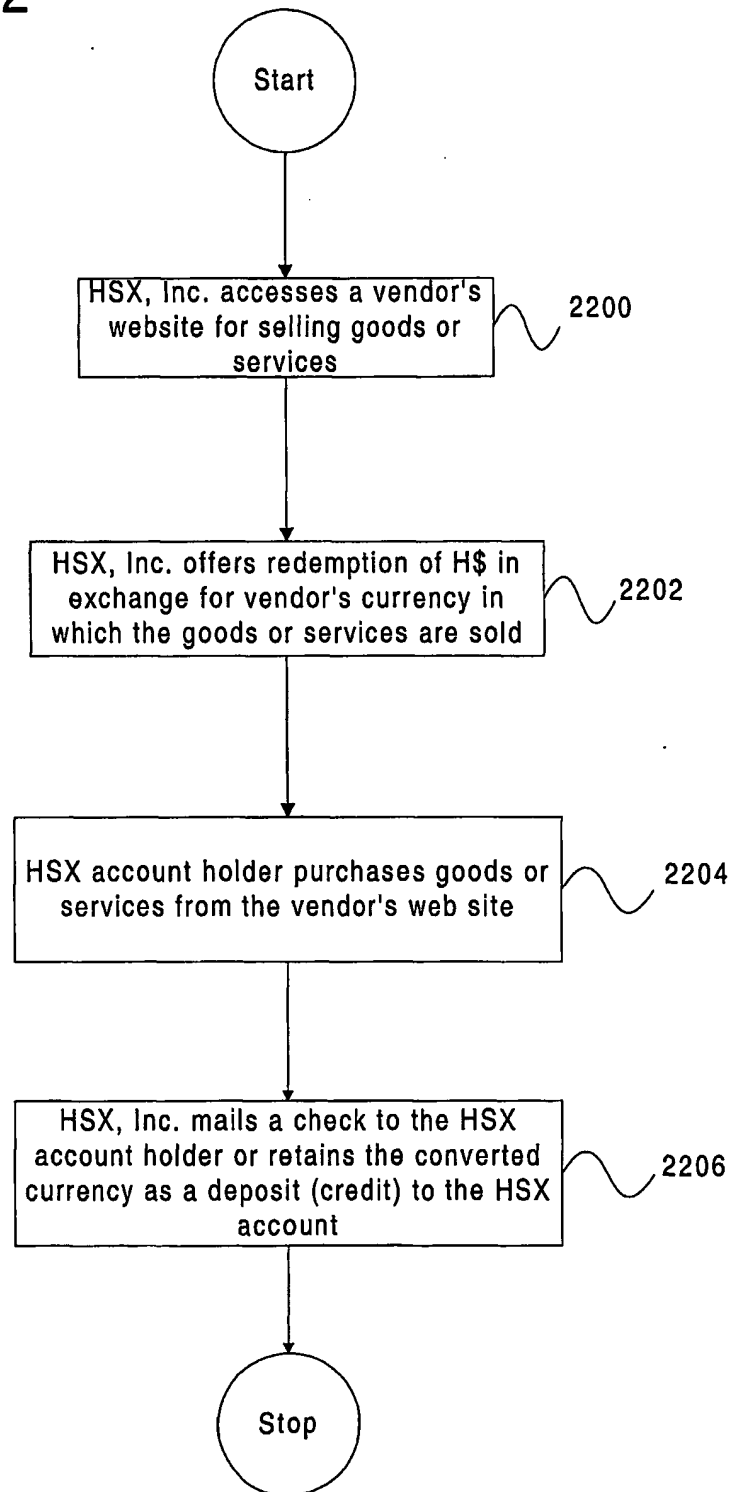 2
Start
HSX, Inc. accesses a vendor's
website for selling goods or
services
2200
HSX, Inc. offers redemption of H$ in
exchange for vendor's currency in
which the goods or services are sold
2202
HSX account holder purchases goods or
services from the vendor's web site
2204
HSX, Inc. mails a check to the HSX
account holder or retains the converted
currency as a deposit (credit) to the HSX
account
2206
Stop